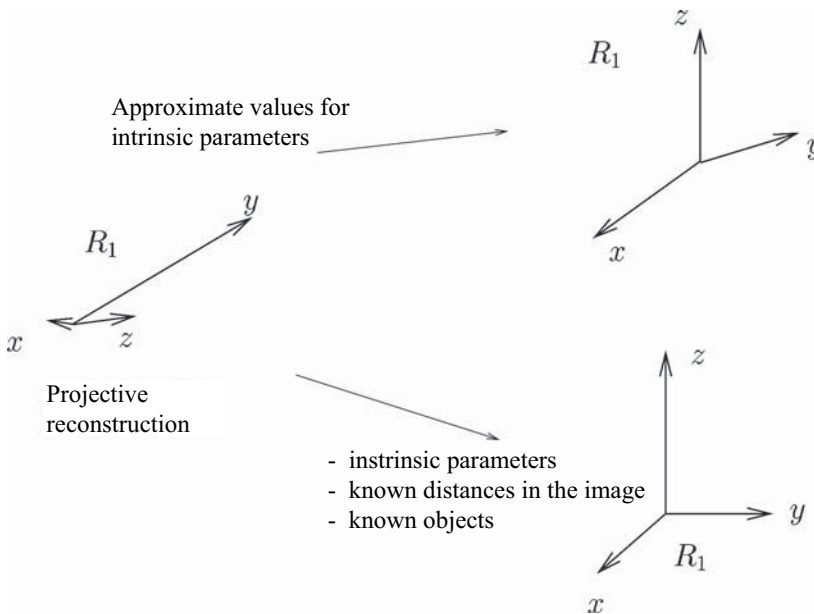 z
R₁
Approximate values for
intrinsic parameters
y
x
y
R₁
x
z
Projective
reconstruction
z
- instrinsic parameters
- known distances in the image
- known objects
y
R₁
x